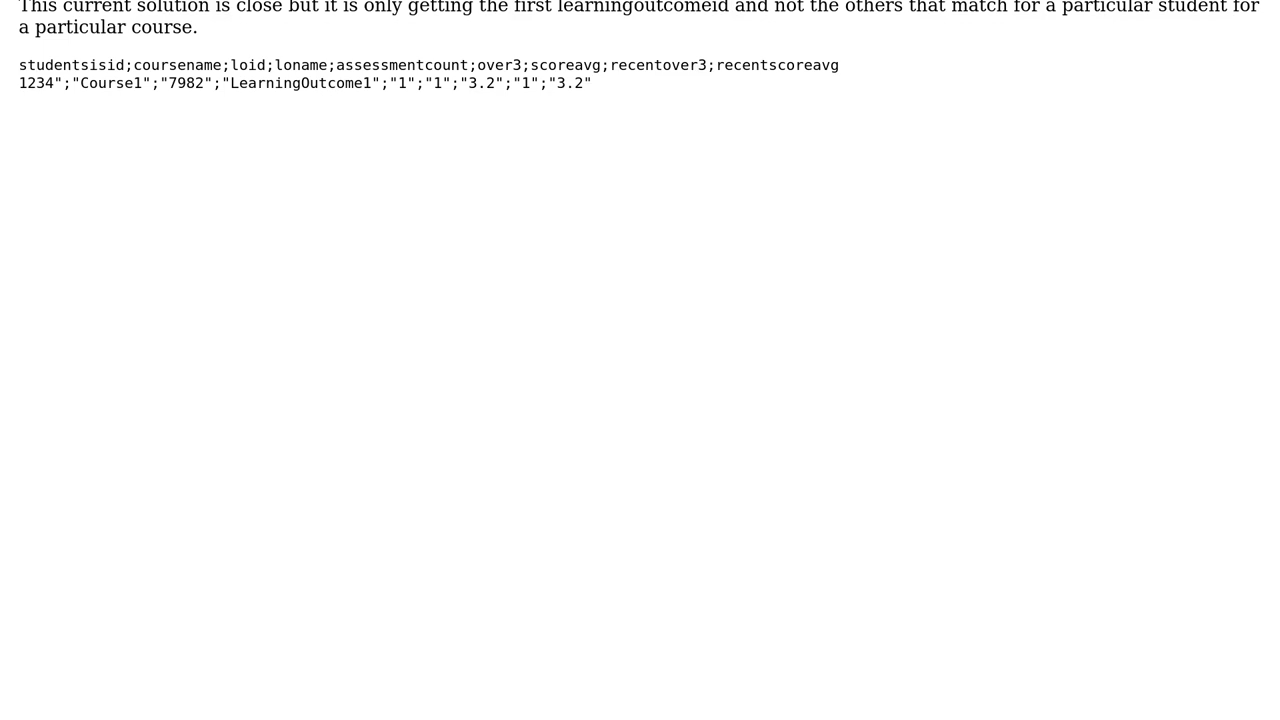 This current solution is close but it is only getting the first learningoutcomeid and not the others that match for a particular student for
a particular course.
studentsisid;coursename;loid;loname;assessmentcount;over3;scoreavg;recentover3;recentscoreavg
1234";"Course1";"7982";"LearningOutcome1";"1";"1";"3.2";"1";"3.2"